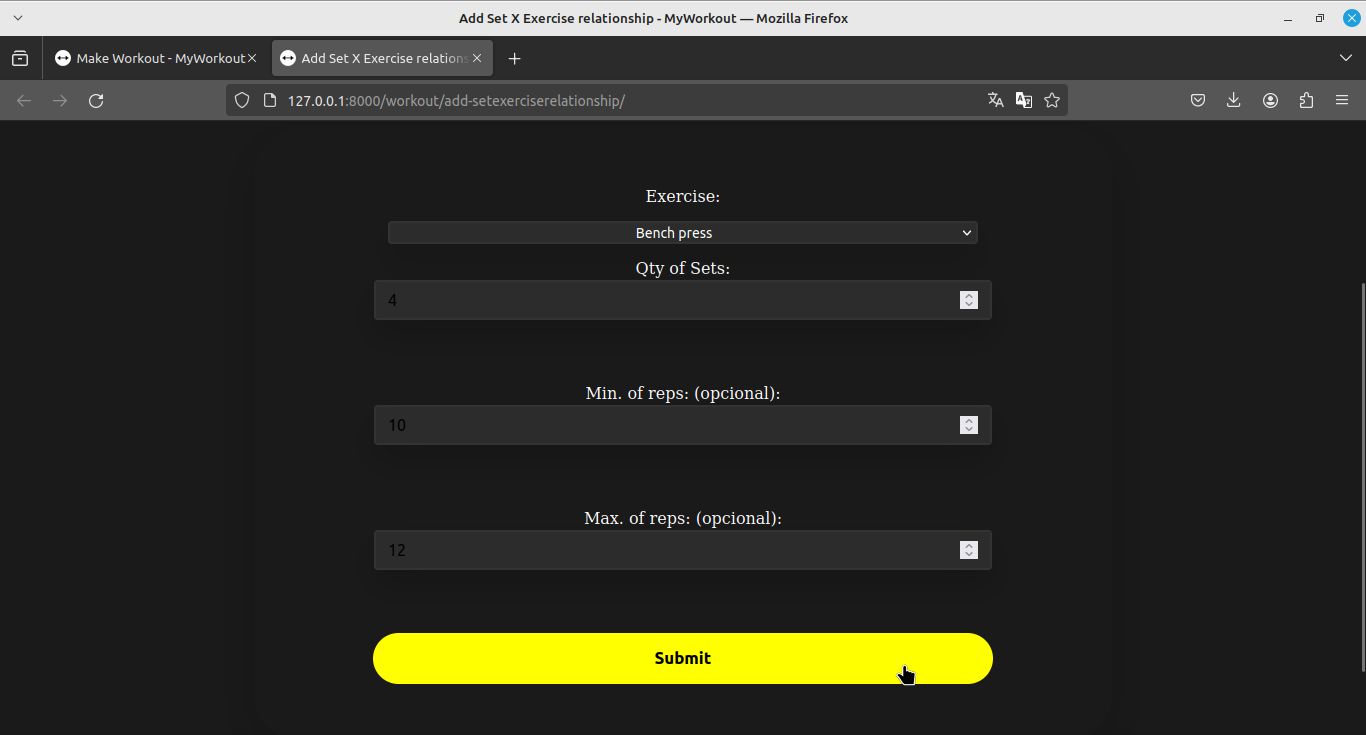 Add Set X Exercise relationship - MyWorkout — Mozilla Firefox
Make Workout - MyWorkout
Add Set X Exercise relations
127.0.0.1:8000/workout/add-setexerciserelationship/
Exercise:
Bench press
Qty of Sets:
4
Min. of reps: (opcional):
10
Max. of reps: (opcional):
12
Submit